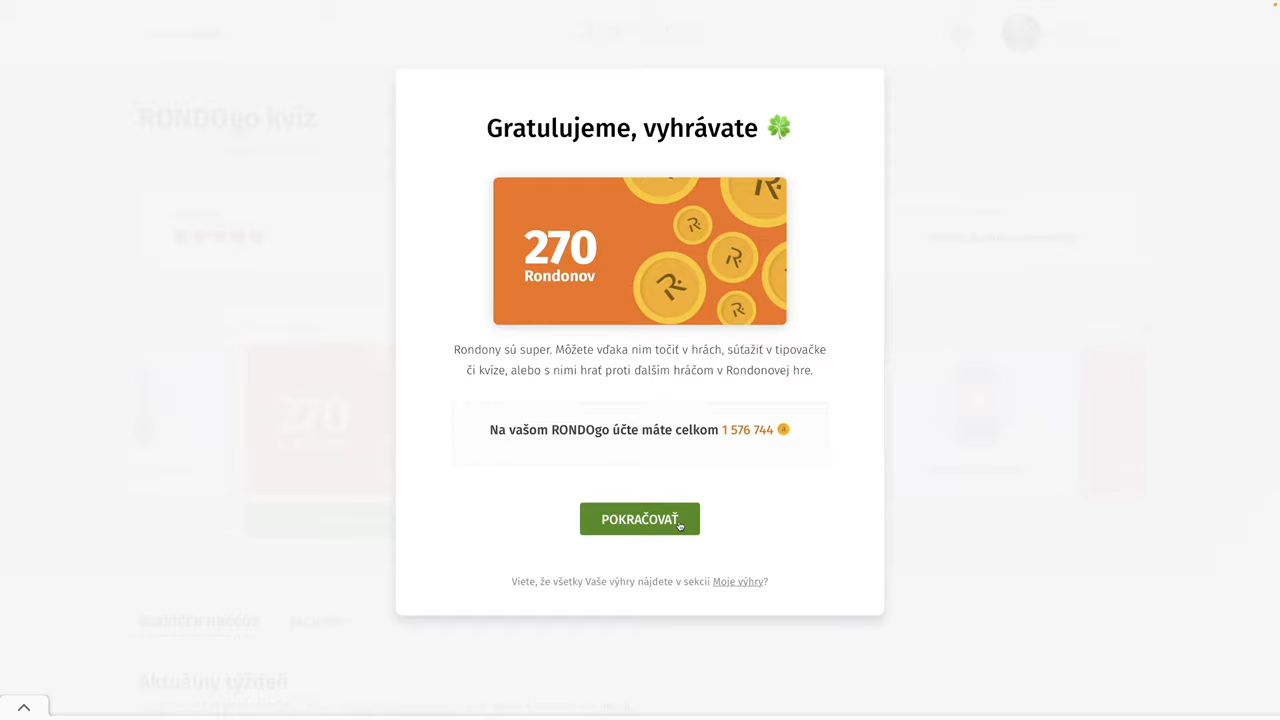 RONDOgo kvíz
Gratulujeme, vyhrávate
270
Rondonov
Rondony sú super. Môžete vďaka nim točiť v hrách, súťažiť v tipovačke
či kvíze, alebo s nimi hrať proti ďalším hráčom v Rondonovej hre.
Na vašom RONDOgo účte máte celkom 1 576 744
POKRAČOVAŤ
Viete, že všetky Vaše výhry nájdete v sekcii Moje výhry?
270
Aktuálny týždeň